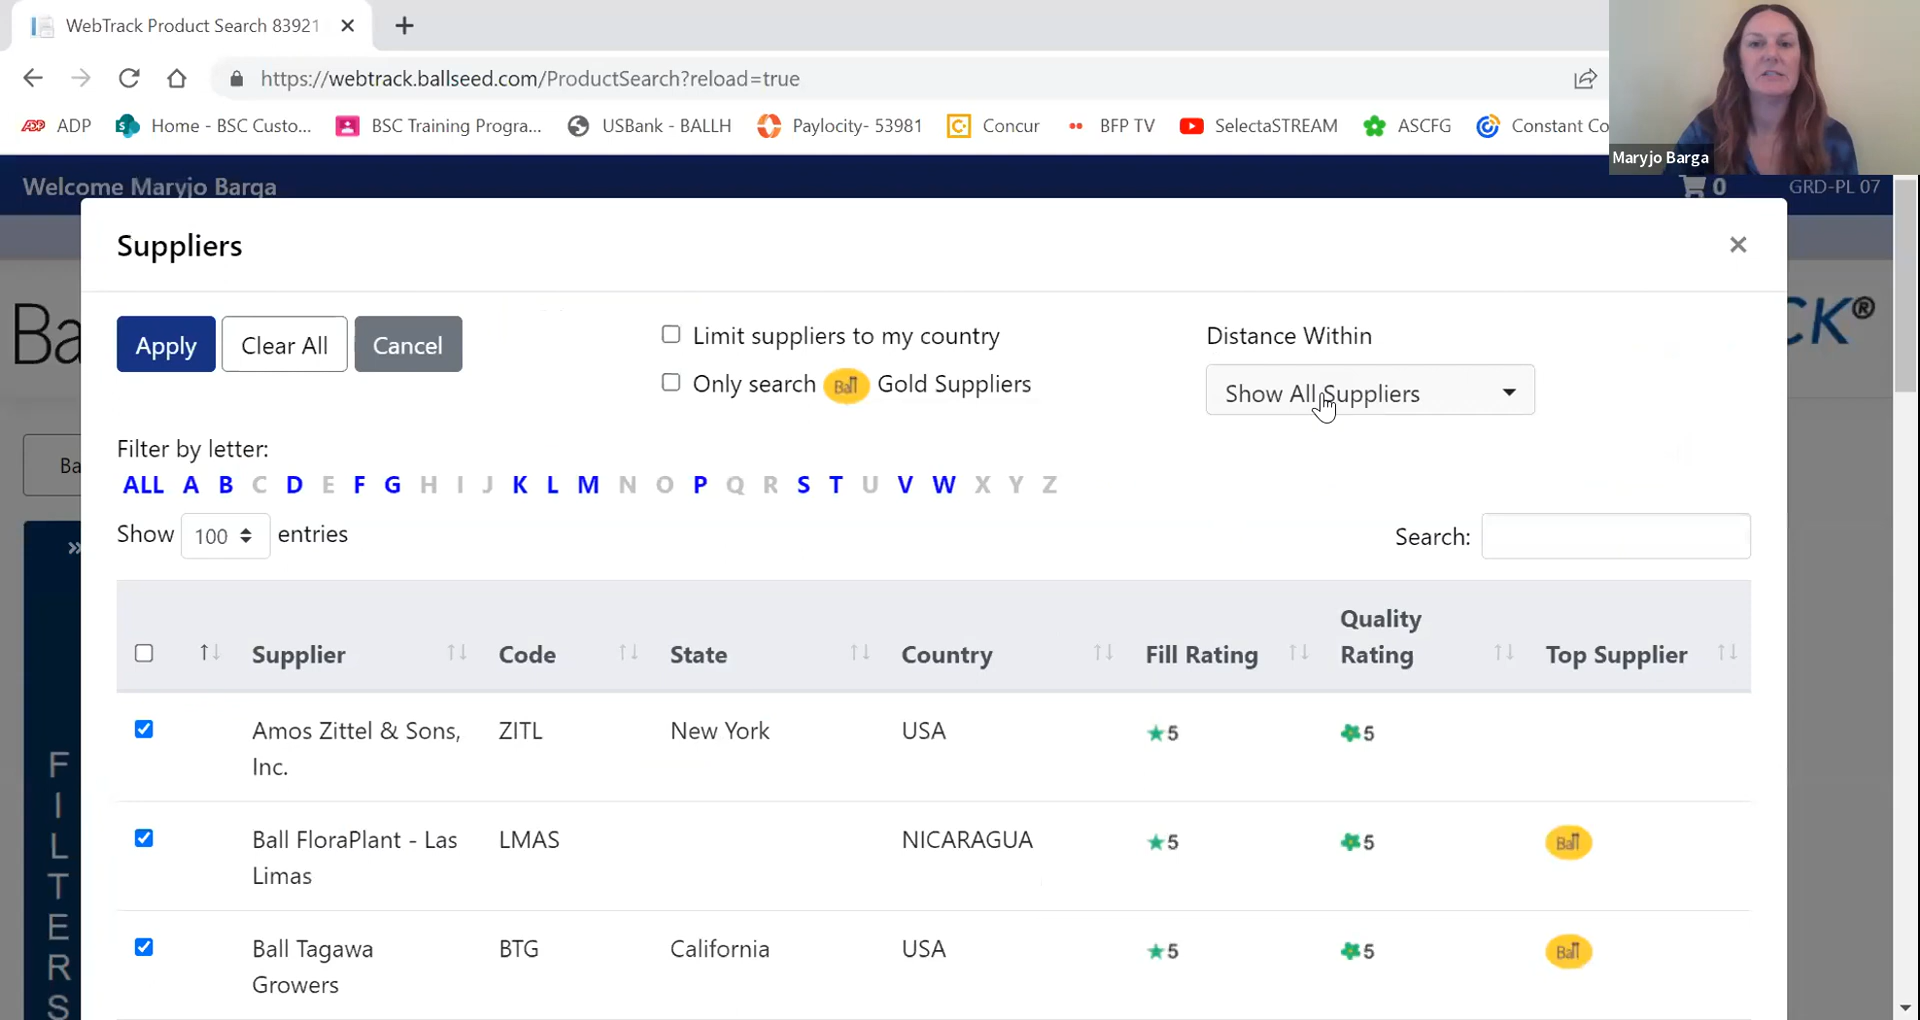 WebTrack Product Search 83921
https://webtrack.ballseed.com/ProductSearch?reload=true
ADP ADP Home - BSC Custo... BSC Training Progra... USBank - BALLH Paylocity- 53981 Concur BFP TV SelectaSTREAM ASCFG Constant Co
Maryjo Barga
Welcome Maryjo Barga 0 GRD-PL 07
Suppliers ×
Ba CK®
Apply Clear All Cancel
Limit suppliers to my country
Only search Ball Gold Suppliers
Distance Within
Show All Suppliers
Filter by letter:
ALL A B C D E F G H I J K L M N O P Q R S T U V W X Y Z
Ba
Show 100 entries
Search:
» FILTERS
Supplier Code State Country Fill Rating Quality Rating Top Supplier
Amos Zittel & Sons, ZITL New York USA 5 5
Inc.
Ball FloraPlant - Las LMAS NICARAGUA 5 5 Ball
Limas
Ball Tagawa BTG California USA 5 5 Ball
Growers